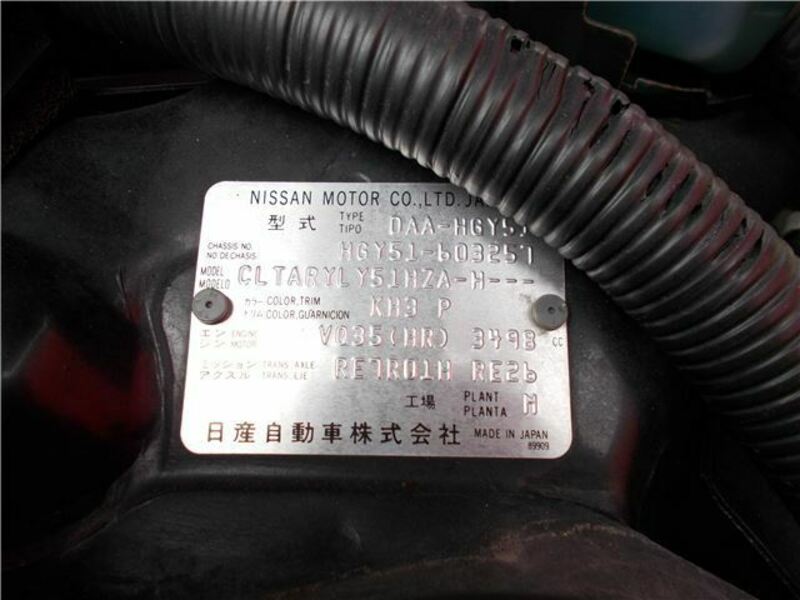 NISSAN MOTOR CO.,LTD.
型式 TYPE TIPO DAA-HGY51
CHASSIS NO. NO DE CHASIS HGY51-603257
MODEL MODELO CLTARYLY51HZA-H---
カラー COLOR,TRIM トリム COLOR,GUARNICION KH3 P
エンジン ENGINE MOTOR VQ35(HR) 3498 CC
ミッション TRANS. AXLE アクスル TRANS. EJE RE7R01H RE26
工場 PLANT PLANTA M
日産自動車株式会社 MADE IN JAPAN
89909